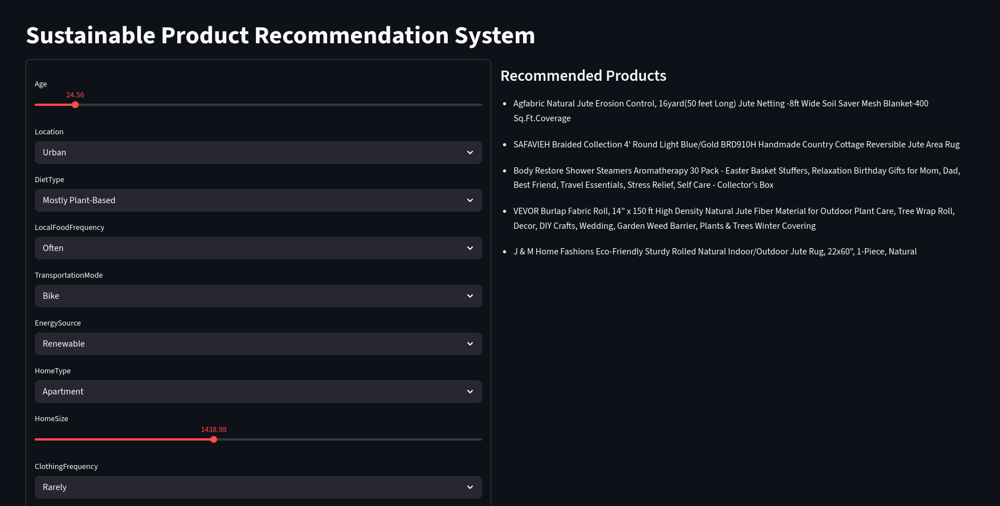 Sustainable Product Recommendation System
Age
24.56
Location
Urban
DietType
Mostly Plant-Based
LocalFoodFrequency
Often
TransportationMode
Bike
EnergySource
Renewable
HomeType
Apartment
HomeSize
1438.98
ClothingFrequency
Rarely
Recommended Products
Agfabric Natural Jute Erosion Control, 16yard(50 feet Long) Jute Netting -8ft Wide Soil Saver Mesh Blanket-400
Sq.Ft.Coverage
SAFAVIEH Braided Collection 4' Round Light Blue/Gold BRD910H Handmade Country Cottage Reversible Jute Area Rug
Body Restore Shower Steamers Aromatherapy 30 Pack - Easter Basket Stuffers, Relaxation Birthday Gifts for Mom, Dad,
Best Friend, Travel Essentials, Stress Relief, Self Care - Collector’s Box
VEVOR Burlap Fabric Roll, 14” x 150 ft High Density Natural Jute Fiber Material for Outdoor Plant Care, Tree Wrap Roll,
Decor, DIY Crafts, Wedding, Garden Weed Barrier, Plants & Trees Winter Covering
J & M Home Fashions Eco-Friendly Sturdy Rolled Natural Indoor/Outdoor Jute Rug, 22x60", 1-Piece, Natural